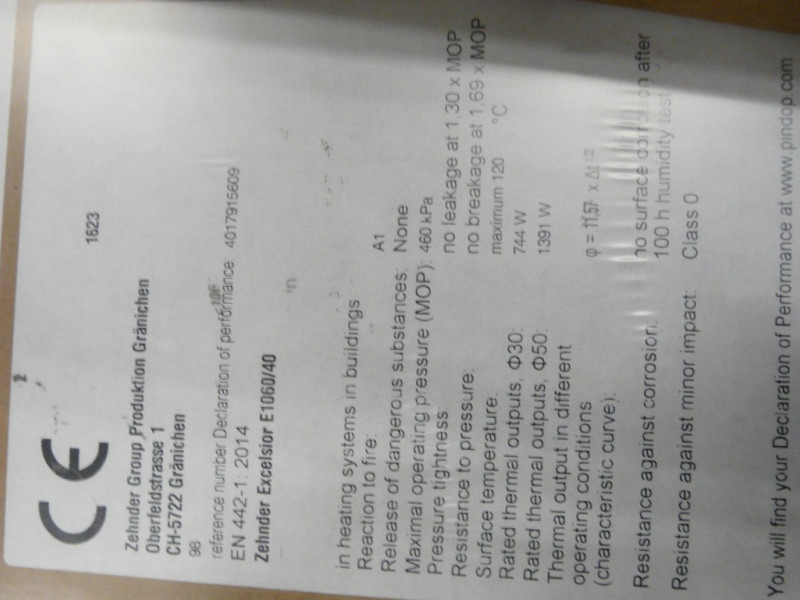 CE
1623
Zehnder Group Produktion Gränichen
Oberfeldstrasse 1
CH-5722 Gränichen
98
reference number Declaration of performance 4017915609
EN 442-1: 2014
Zehnder Excelsior E1060/40
in heating systems in buildings
Reaction to fire: A1
Release of dangerous substances: None
Maximal operating pressure (MOP): 460 kPa
Pressure tightness no leakage at 1,30 x MOP
Resistance to pressure: no breakage at 1,69 x MOP
Surface temperature: maximum 120 °C
Rated thermal outputs, Φ30: 744 W
Rated thermal outputs, Φ50: 1391 W
Thermal output in different
operating conditions
(characteristic curve): φ = 11,57 x Δt
Resistance against corrosion: no surface corrosion after
100 h humidity test
Resistance against minor impact: Class 0
You will find your Declaration of Performance at www.pindop.com